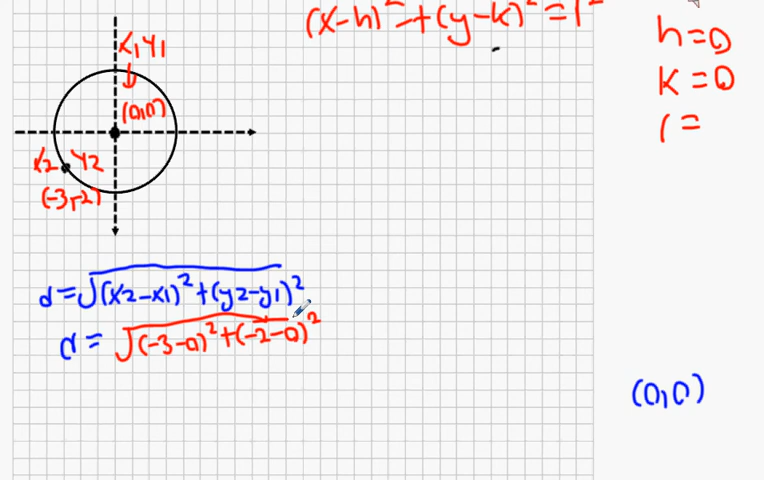 (x-h)²+(y-k)²=r²
h=0
k=0
r=
x1 y1
(0,0)
x2 y2
(-3,-2)
d=√(x2-x1)²+(y2-y1)²
d=√(-3-0)²+(-2-0)²
(0,0)